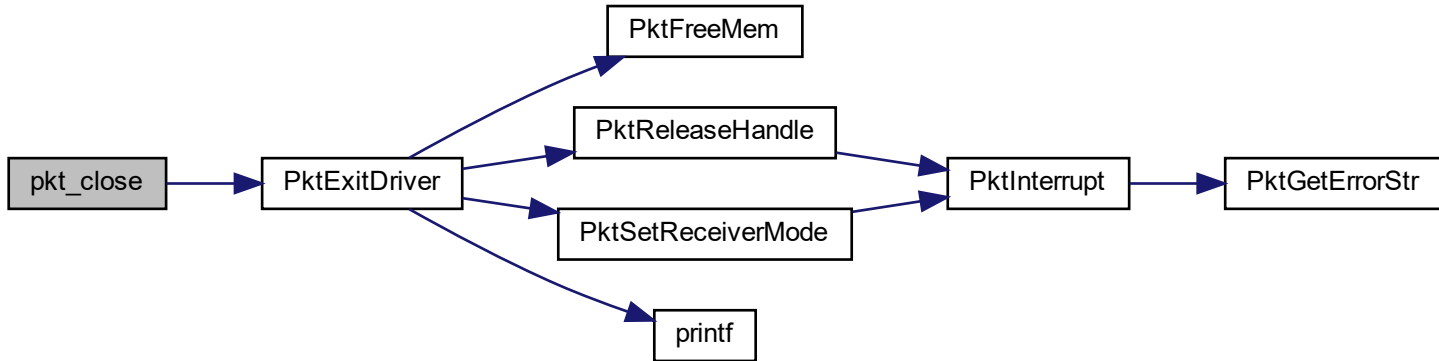 PktFreeMem
PktReleaseHandle
pkt_close
PktExitDriver
PktInterrupt
PktGetErrorStr
PktSetReceiverMode
printf